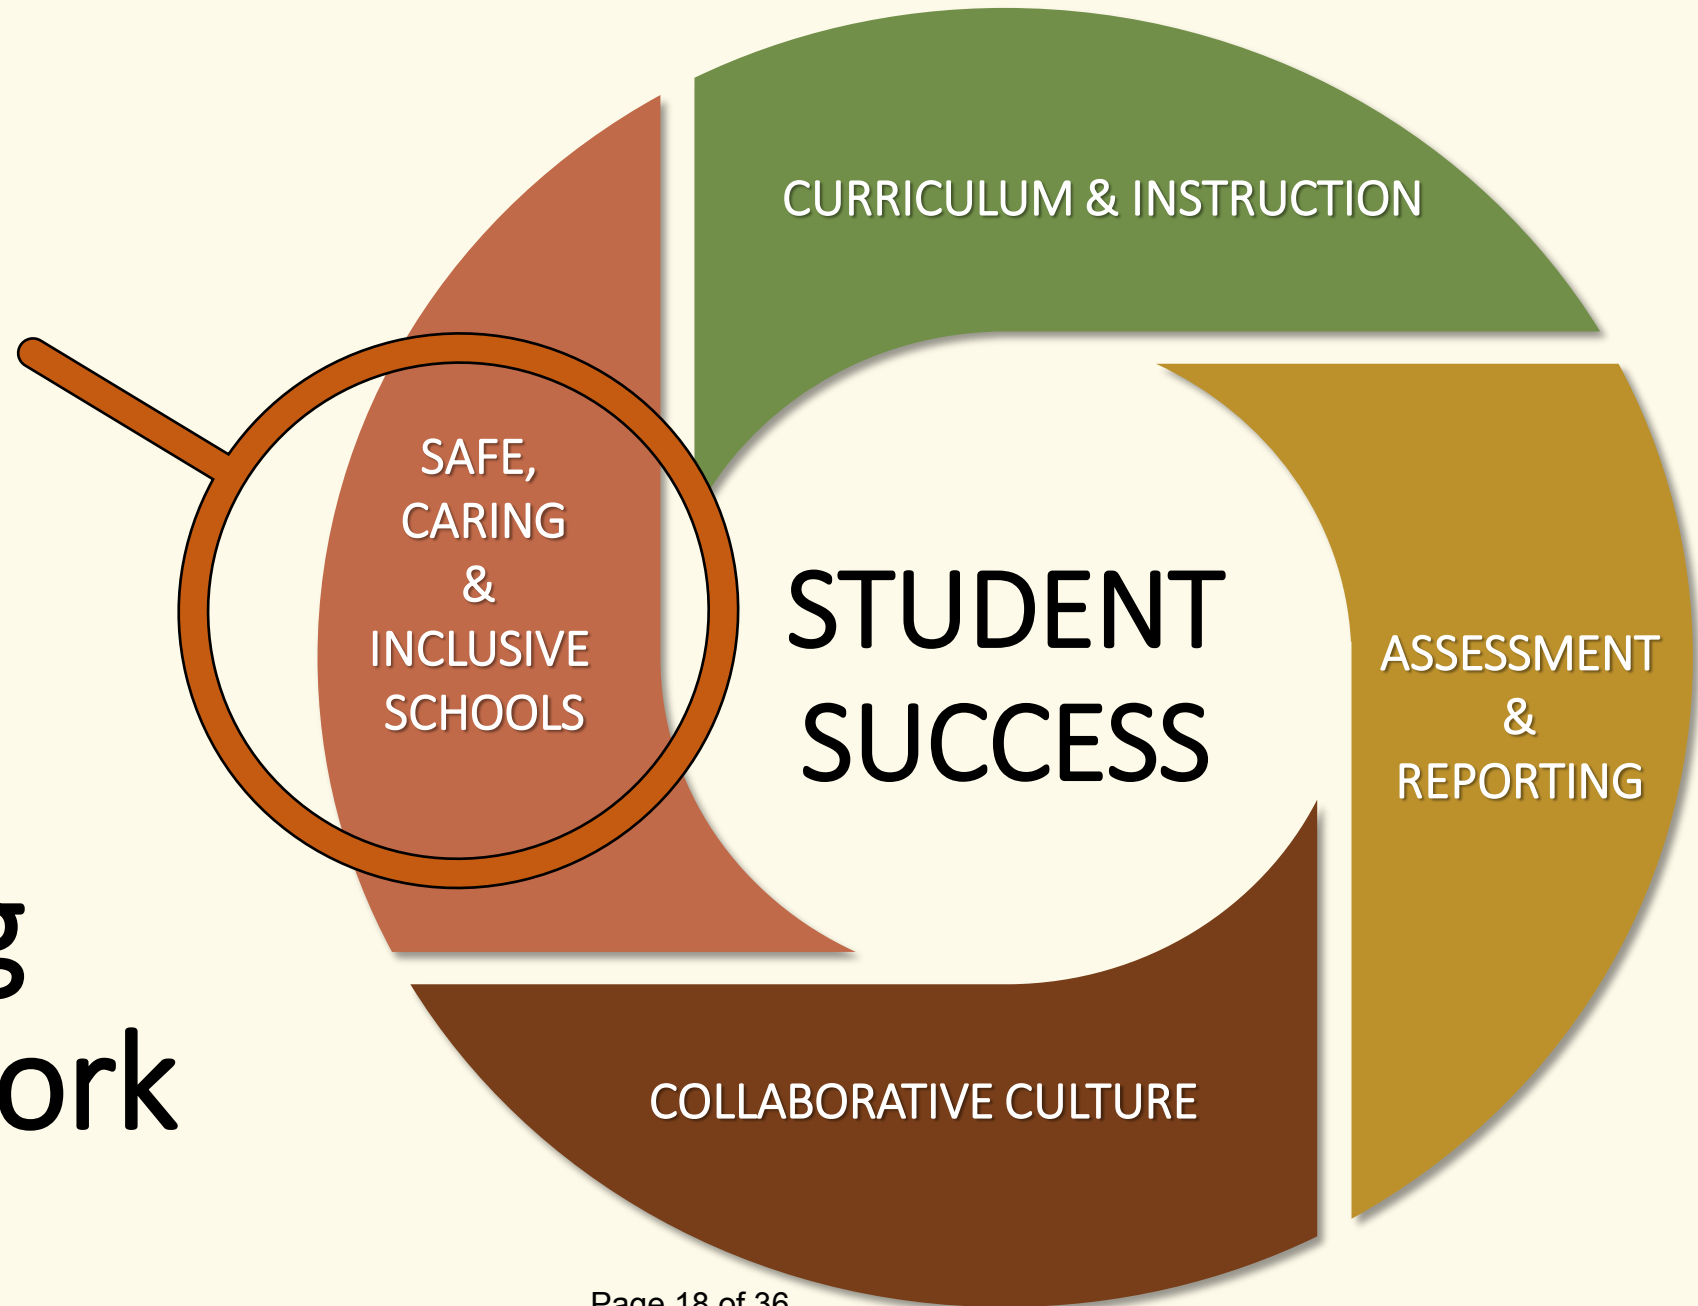 CURRICULUM & INSTRUCTION
SAFE,
CARING
&
INCLUSIVE
SCHOOLS
STUDENT
SUCCESS
ASSESSMENT
&
REPORTING
g
ork
COLLABORATIVE CULTURE
Page 18 of 36